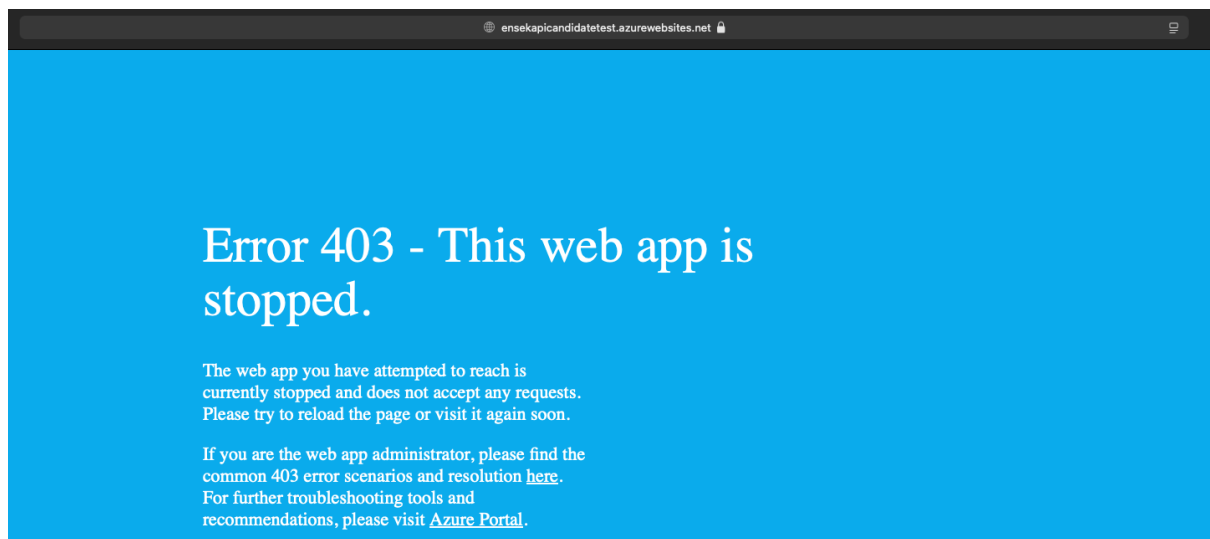 ensekapicandidatetest.azurewebsites.net
Error 403 - This web app is
stopped.
The web app you have attempted to reach is
currently stopped and does not accept any requests.
Please try to reload the page or visit it again soon.
If you are the web app administrator, please find the
common 403 error scenarios and resolution here.
For further troubleshooting tools and
recommendations, please visit Azure Portal.